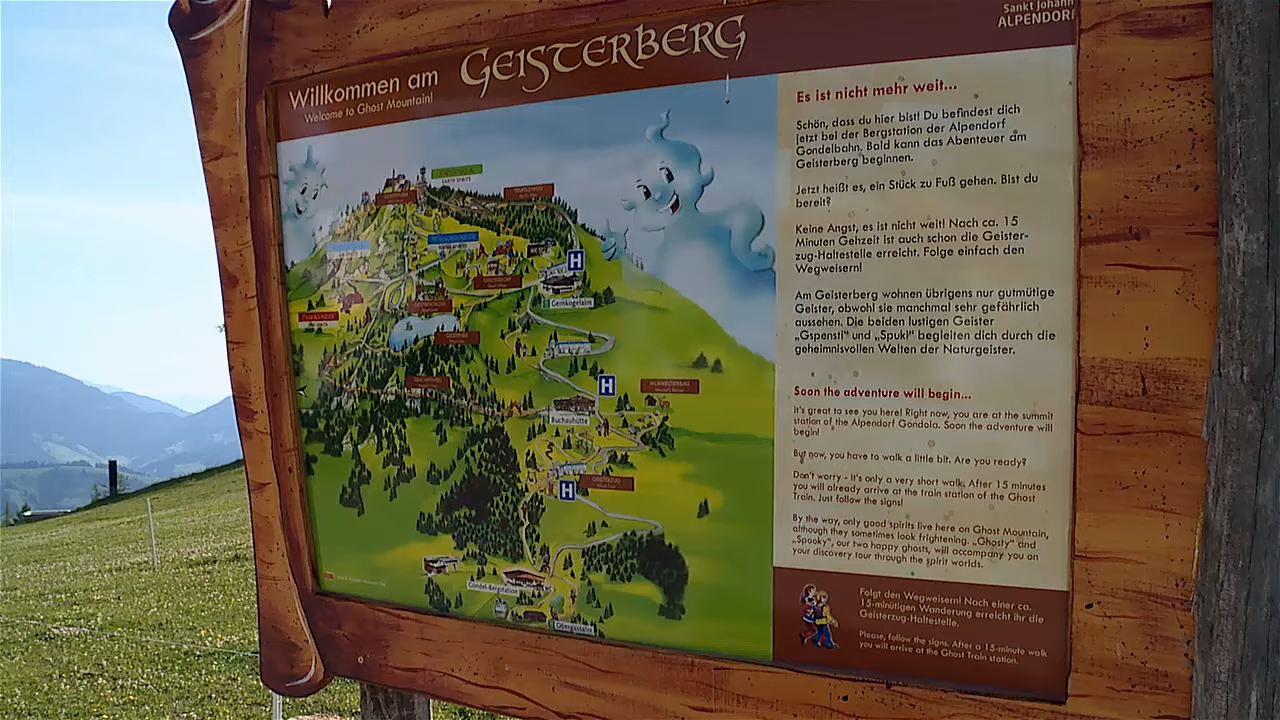 Sankt Johann
ALPENDORF
Willkommen am GEISTERBERG
Welcome to Ghost Mountain!
Es ist nicht mehr weit...
Schön, dass du hier bist! Du befindest dich
jetzt bei der Bergstation der Alpendorf
Gondelbahn. Bald kann das Abenteuer am
Geisterberg beginnen.
Jetzt heißt es, ein Stück zu Fuß gehen. Bist du
bereit?
Keine Angst, es ist nicht weit! Nach ca. 15
Minuten Gehzeit ist auch schon die Geister-
zug-Haltestelle erreicht. Folge einfach den
Wegweisern!
Am Geisterberg wohnen übrigens nur gutmütige
Geister, obwohl sie manchmal sehr gefährlich
aussehen. Die beiden lustigen Geister
„Gspensti“ und „Spuki“ begleiten dich durch die
geheimnisvollen Welten der Naturgeister.
Soon the adventure will begin...
It's great to see you here! Right now, you are at the summit
station of the Alpendorf Gondola. Soon the adventure will
begin!
But now, you have to walk a little bit. Are you ready?
Don't worry - it's only a very short walk. After 15 minutes
you will already arrive at the train station of the Ghost
Train. Just follow the signs!
By the way, only good spirits live here on Ghost Mountain,
although they sometimes look frightening. „Ghosty“ and
„Spooky“, our two happy ghosts, will accompany you on
your discovery tour through the spirit worlds.
Folgt den Wegweisern! Nach einer ca.
15-minütigen Wanderung erreicht ihr die
Geisterzug-Haltestelle.
Please, follow the signs. After a 15-minute walk
you will arrive at the Ghost Train station.
H
Gernkogelalm
H
Buchauhütte
GEISTERZUG
H
Gondel-Bergstation
Obergassalm